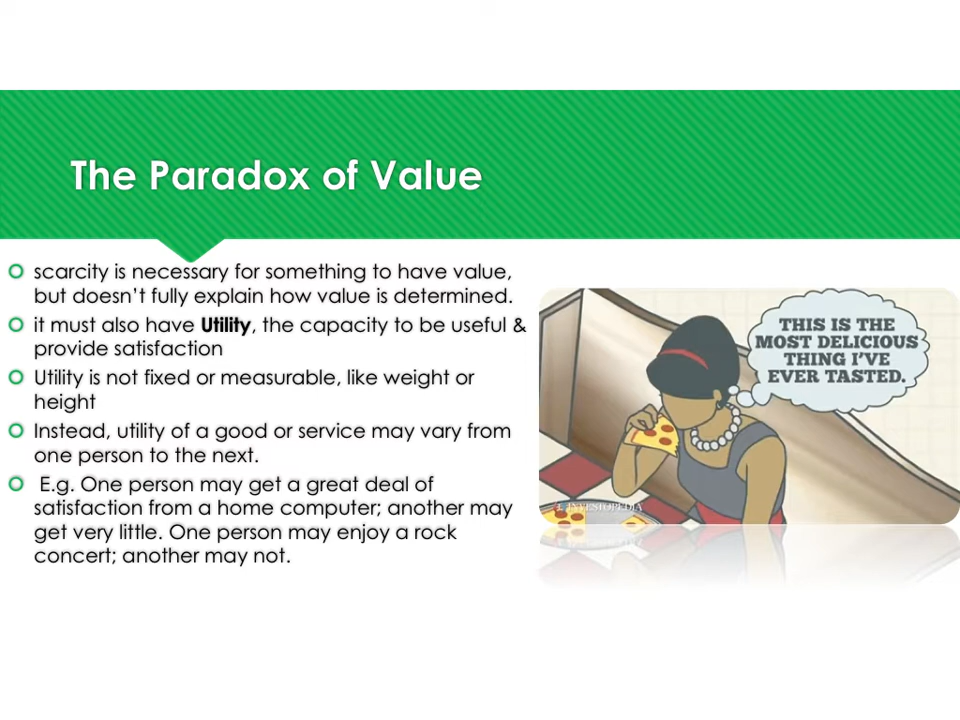 The Paradox of Value
scarcity is necessary for something to have value,
but doesn't fully explain how value is determined.
it must also have Utility, the capacity to be useful &
provide satisfaction
Utility is not fixed or measurable, like weight or
height
Instead, utility of a good or service may vary from
one person to the next.
E.g. One person may get a great deal of
satisfaction from a home computer; another may
get very little. One person may enjoy a rock
concert; another may not.
THIS IS THE
MOST DELICIOUS
THING I'VE
EVER TASTED.
INVESTOPEDIA